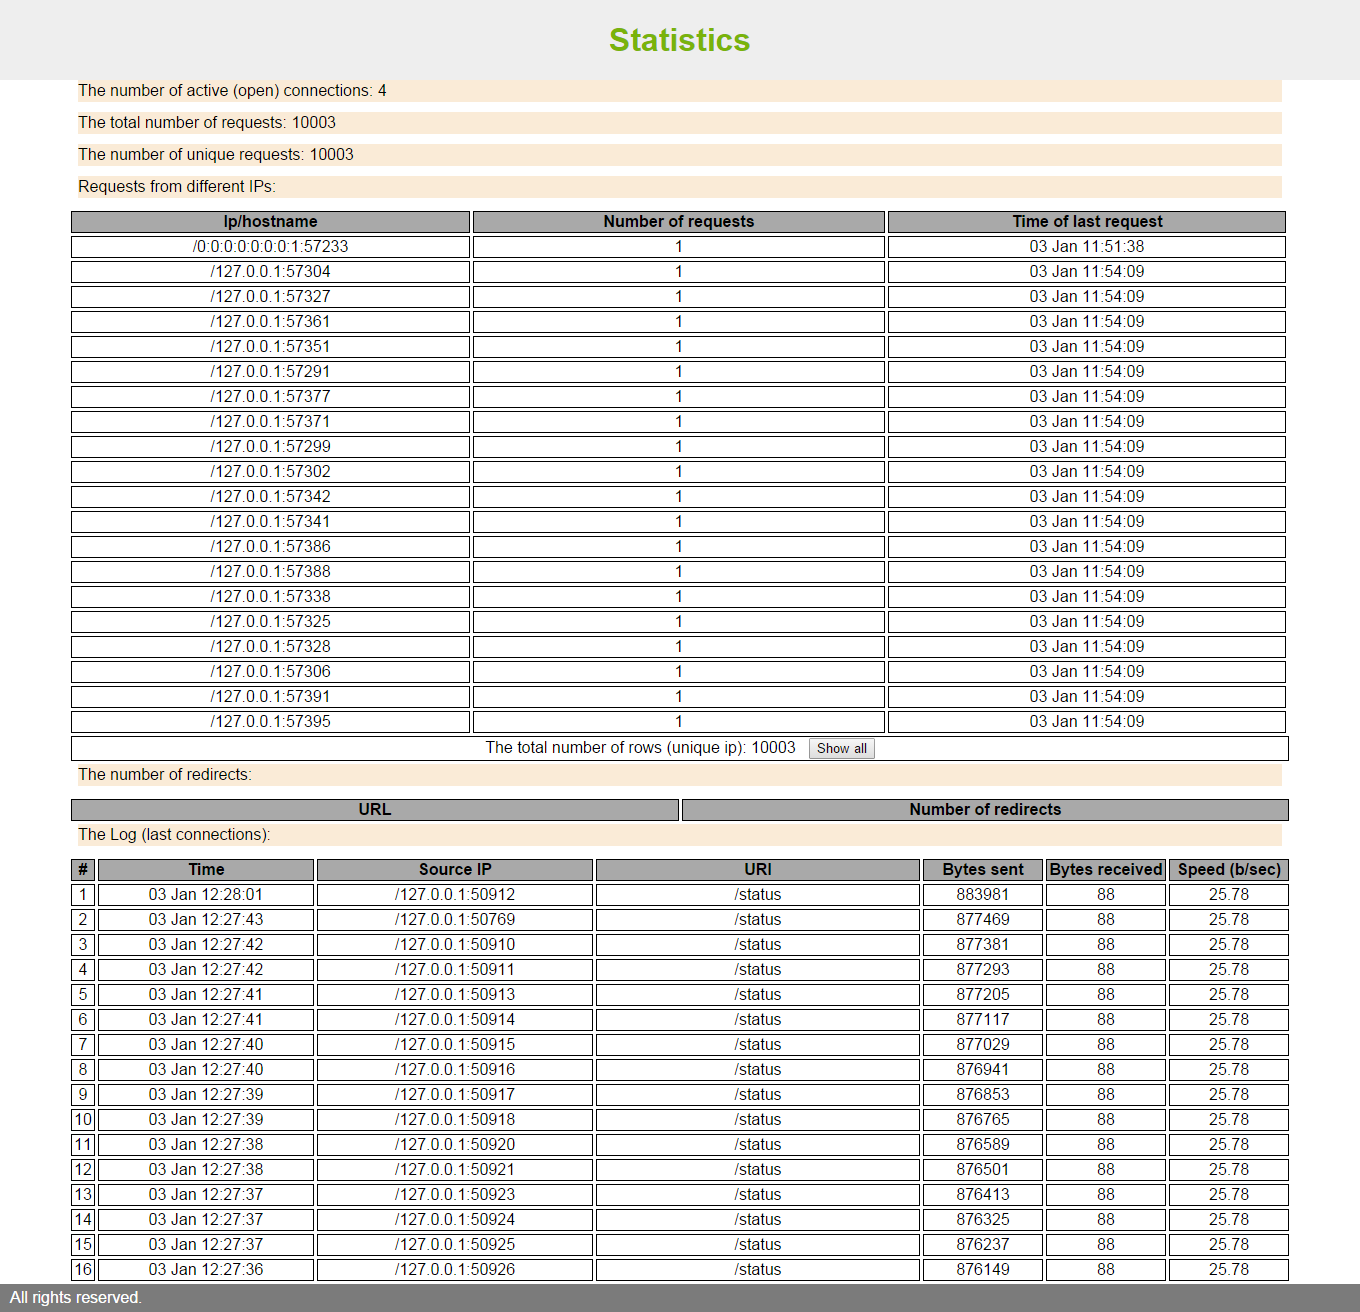 Statistics
The number of active (open) connections: 4
The total number of requests: 10003
The number of unique requests: 10003
Requests from different IPs:
Ip/hostname Number of requests Time of last request
/0:0:0:0:0:0:0:1:57233 1 03 Jan 11:51:38
/127.0.0.1:57304 1 03 Jan 11:54:09
/127.0.0.1:57327 1 03 Jan 11:54:09
/127.0.0.1:57361 1 03 Jan 11:54:09
/127.0.0.1:57351 1 03 Jan 11:54:09
/127.0.0.1:57291 1 03 Jan 11:54:09
/127.0.0.1:57377 1 03 Jan 11:54:09
/127.0.0.1:57371 1 03 Jan 11:54:09
/127.0.0.1:57299 1 03 Jan 11:54:09
/127.0.0.1:57302 1 03 Jan 11:54:09
/127.0.0.1:57342 1 03 Jan 11:54:09
/127.0.0.1:57341 1 03 Jan 11:54:09
/127.0.0.1:57386 1 03 Jan 11:54:09
/127.0.0.1:57388 1 03 Jan 11:54:09
/127.0.0.1:57338 1 03 Jan 11:54:09
/127.0.0.1:57325 1 03 Jan 11:54:09
/127.0.0.1:57328 1 03 Jan 11:54:09
/127.0.0.1:57306 1 03 Jan 11:54:09
/127.0.0.1:57391 1 03 Jan 11:54:09
/127.0.0.1:57395 1 03 Jan 11:54:09
The total number of rows (unique ip): 10003 Show all
The number of redirects:
URL Number of redirects
The Log (last connections):
# Time Source IP URI Bytes sent Bytes received Speed (b/sec)
1 03 Jan 12:28:01 /127.0.0.1:50912 /status 883981 88 25.78
2 03 Jan 12:27:43 /127.0.0.1:50769 /status 877469 88 25.78
3 03 Jan 12:27:42 /127.0.0.1:50910 /status 877381 88 25.78
4 03 Jan 12:27:42 /127.0.0.1:50911 /status 877293 88 25.78
5 03 Jan 12:27:41 /127.0.0.1:50913 /status 877205 88 25.78
6 03 Jan 12:27:41 /127.0.0.1:50914 /status 877117 88 25.78
7 03 Jan 12:27:40 /127.0.0.1:50915 /status 877029 88 25.78
8 03 Jan 12:27:40 /127.0.0.1:50916 /status 876941 88 25.78
9 03 Jan 12:27:39 /127.0.0.1:50917 /status 876853 88 25.78
10 03 Jan 12:27:39 /127.0.0.1:50918 /status 876765 88 25.78
11 03 Jan 12:27:38 /127.0.0.1:50920 /status 876589 88 25.78
12 03 Jan 12:27:38 /127.0.0.1:50921 /status 876501 88 25.78
13 03 Jan 12:27:37 /127.0.0.1:50923 /status 876413 88 25.78
14 03 Jan 12:27:37 /127.0.0.1:50924 /status 876325 88 25.78
15 03 Jan 12:27:37 /127.0.0.1:50925 /status 876237 88 25.78
16 03 Jan 12:27:36 /127.0.0.1:50926 /status 876149 88 25.78
All rights reserved.